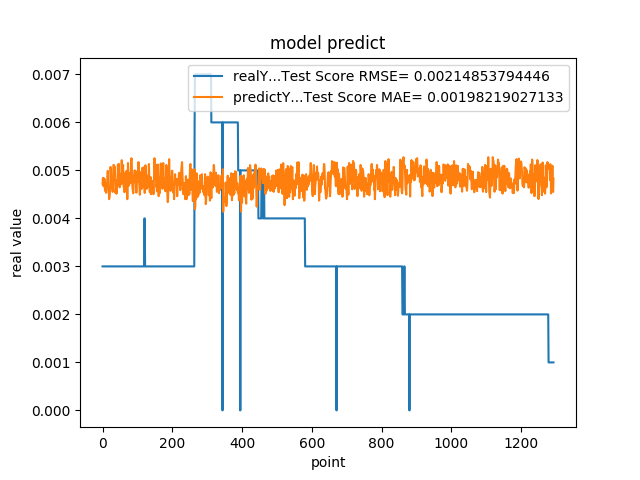 model predict
realY...Test Score RMSE= 0.00214853794446
predictY...Test Score MAE= 0.00198219027133
0.007
0.006
0.005
0.004
0.003
0.002
0.001
0.000
real value
0 200 400 600 800 1000 1200
point